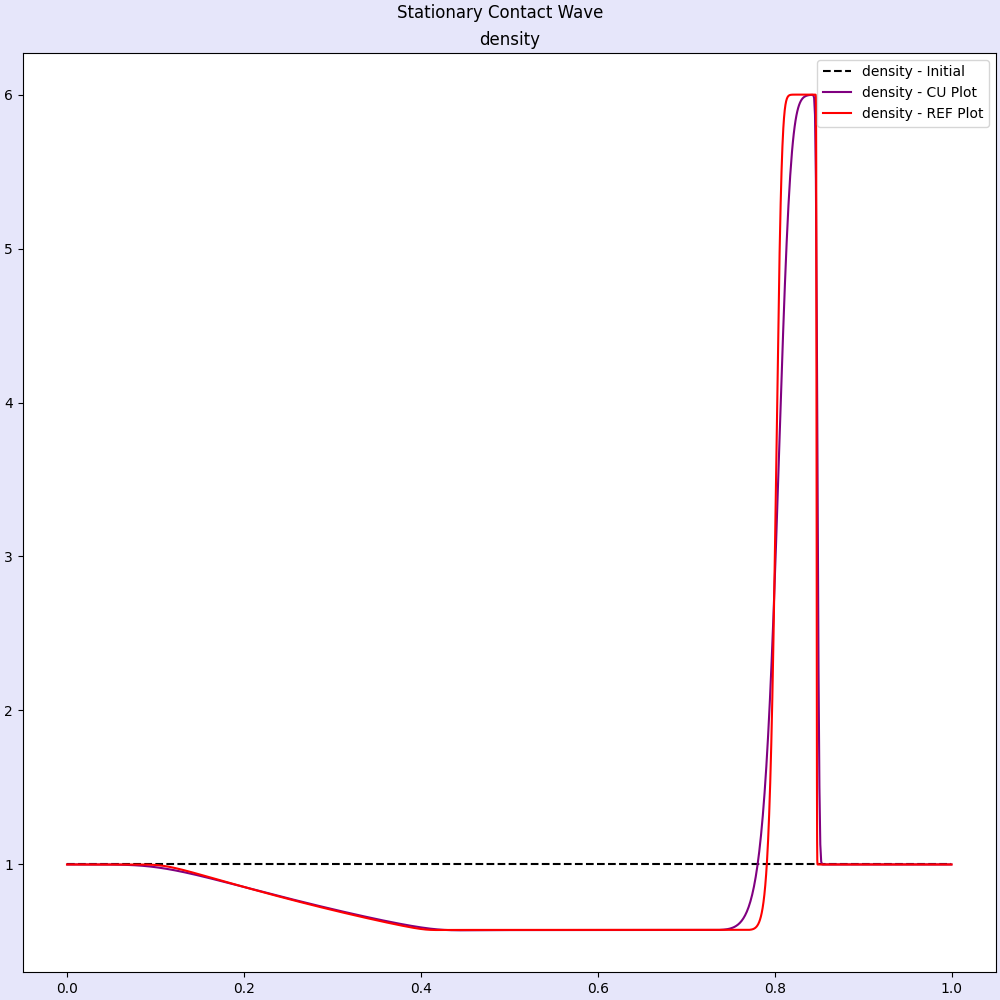 Stationary Contact Wave
density
density - Initial
density - CU Plot
density - REF Plot
6
5
4
3
2
1
0.0 0.2 0.4 0.6 0.8 1.0